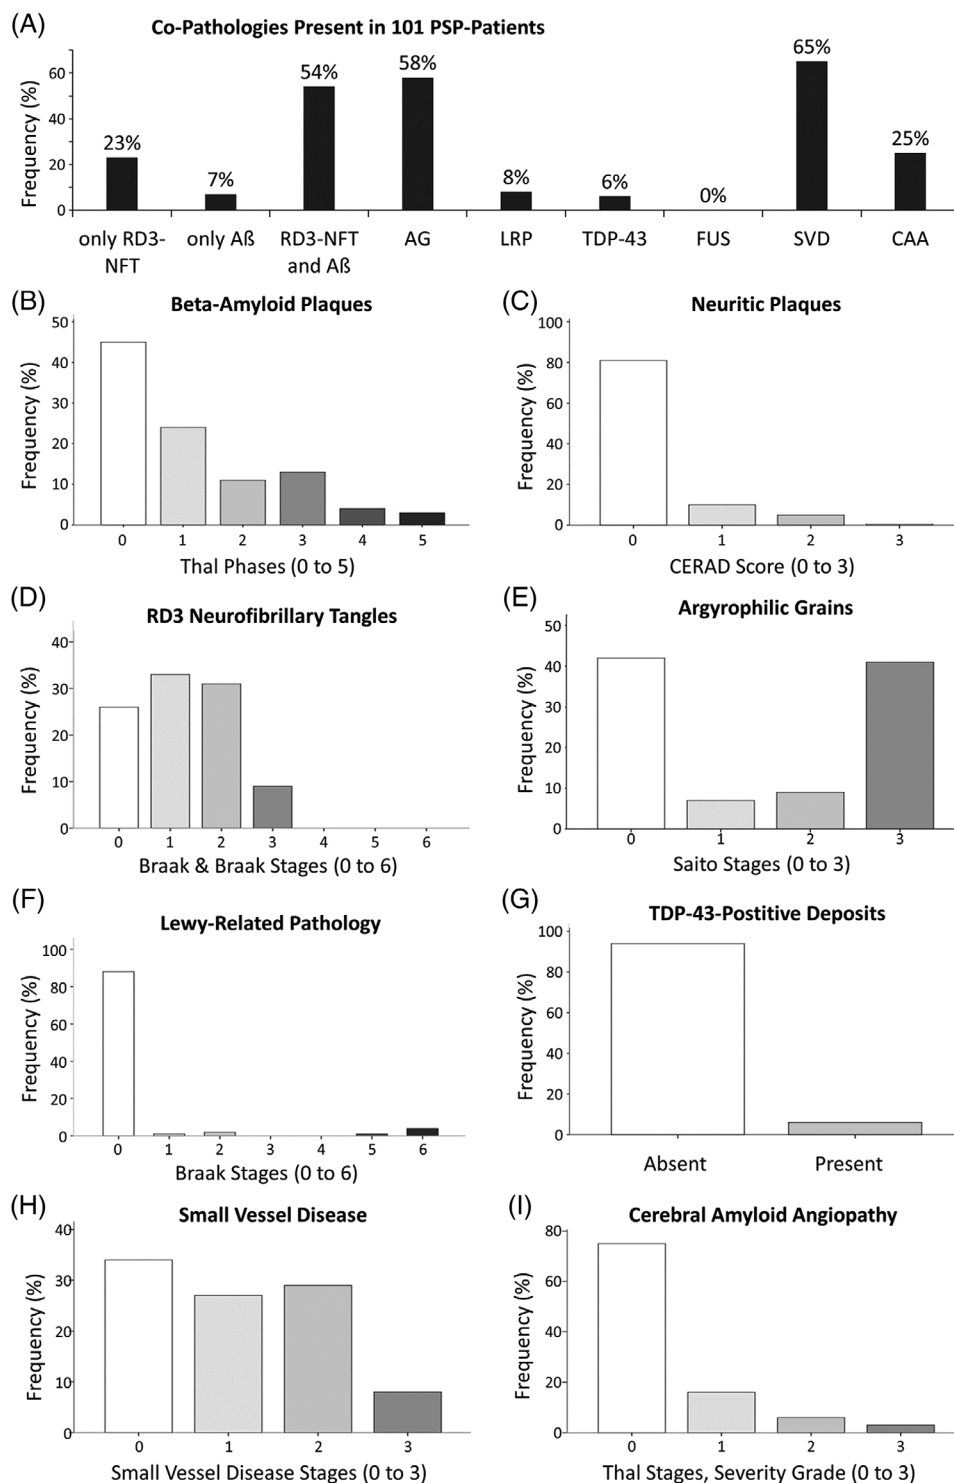 (A)
Co-Pathologies Present in 101 PSP-Patients
Frequency (%)
60
40
20
0
23%
7%
54%
58%
8%
6%
0%
65%
25%
only RD3-
NFT
only Aß
RD3-NFT
and Aß
AG
LRP
TDP-43
FUS
SVD
CAA
(B)
Beta-Amyloid Plaques
Frequency (%)
50
40
30
20
10
0
0 1 2 3 4 5
Thal Phases (0 to 5)
(C)
Neuritic Plaques
Frequency (%)
100
80
60
40
20
0
0 1 2 3
CERAD Score (0 to 3)
(D)
RD3 Neurofibrillary Tangles
Frequency (%)
40
30
20
10
0
0 1 2 3 4 5 6
Braak & Braak Stages (0 to 6)
(E)
Argyrophilic Grains
Frequency (%)
50
40
30
20
10
0
0 1 2 3
Saito Stages (0 to 3)
(F)
Lewy-Related Pathology
Frequency (%)
100
80
60
40
20
0
0 1 2 3 4 5 6
Braak Stages (0 to 6)
(G)
TDP-43-Postitive Deposits
Frequency (%)
100
80
60
40
20
0
Absent Present
(H)
Small Vessel Disease
Frequency (%)
40
30
20
10
0
0 1 2 3
Small Vessel Disease Stages (0 to 3)
(I)
Cerebral Amyloid Angiopathy
Frequency (%)
80
60
40
20
0
0 1 2 3
Thal Stages, Severity Grade (0 to 3)